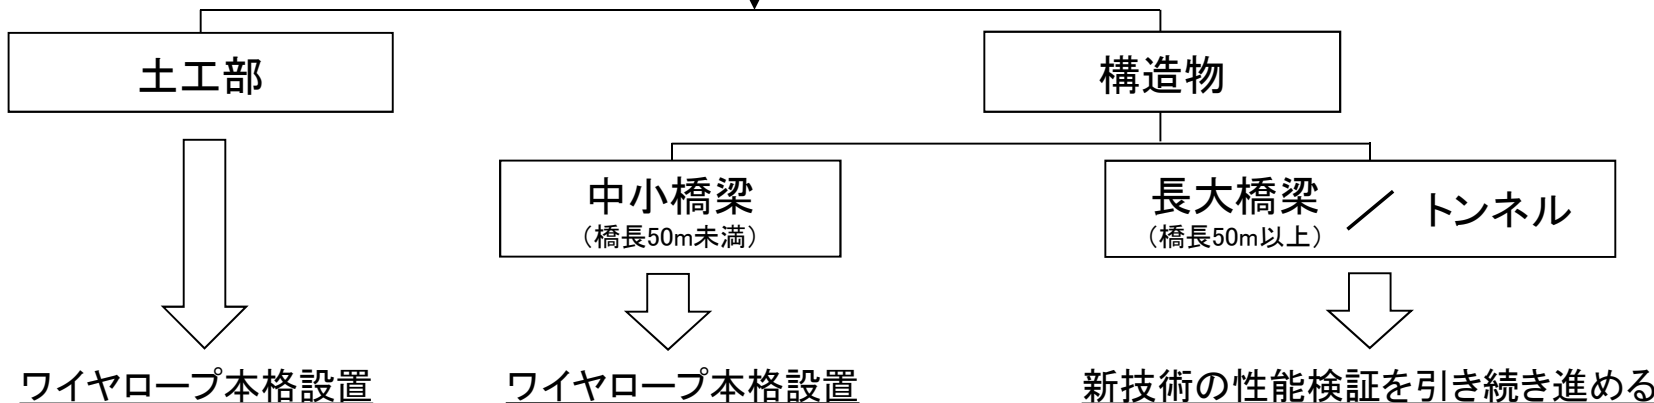 土工部
構造物
中小橋梁
（橋長50m未満）
長大橋梁 ／ トンネル
（橋長50m以上）
ワイヤロープ本格設置
ワイヤロープ本格設置
新技術の性能検証を引き続き進める